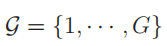 𝒢 = {1, ⋯ , G}